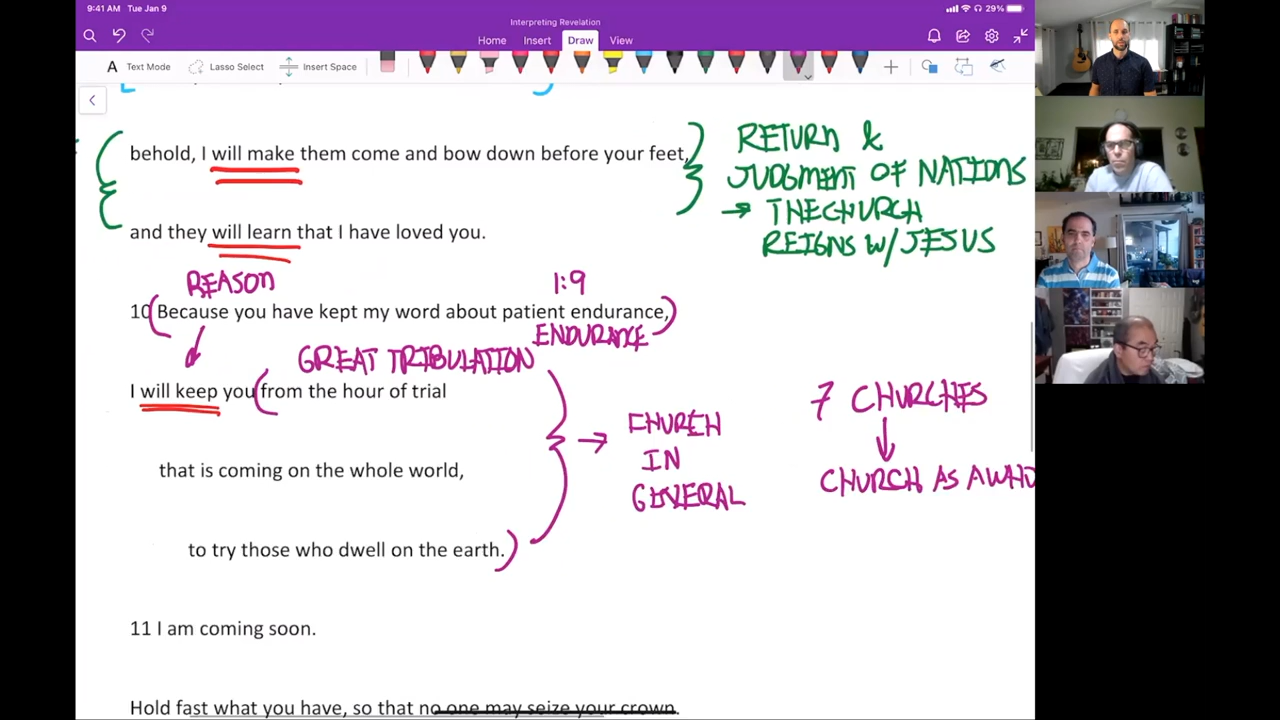 9:41 AM Tue Jan 9
29%
Interpreting Revelation
Home Insert Draw View
Text Mode Lasso Select Insert Space
behold, I will make them come and bow down before your feet,
RETURN &
JUDGMENT OF NATIONS
→ THE CHURCH
REIGNS W/ JESUS
and they will learn that I have loved you.
REASON
1:9
10 Because you have kept my word about patient endurance,
ENDURANCE
GREAT TRIBULATION
I will keep you from the hour of trial
7 CHURCHES
CHURCH AS A WHO
that is coming on the whole world,
CHURCH
IN
GENERAL
to try those who dwell on the earth.
11 I am coming soon.
Hold fast what you have, so that no one may seize your crown.